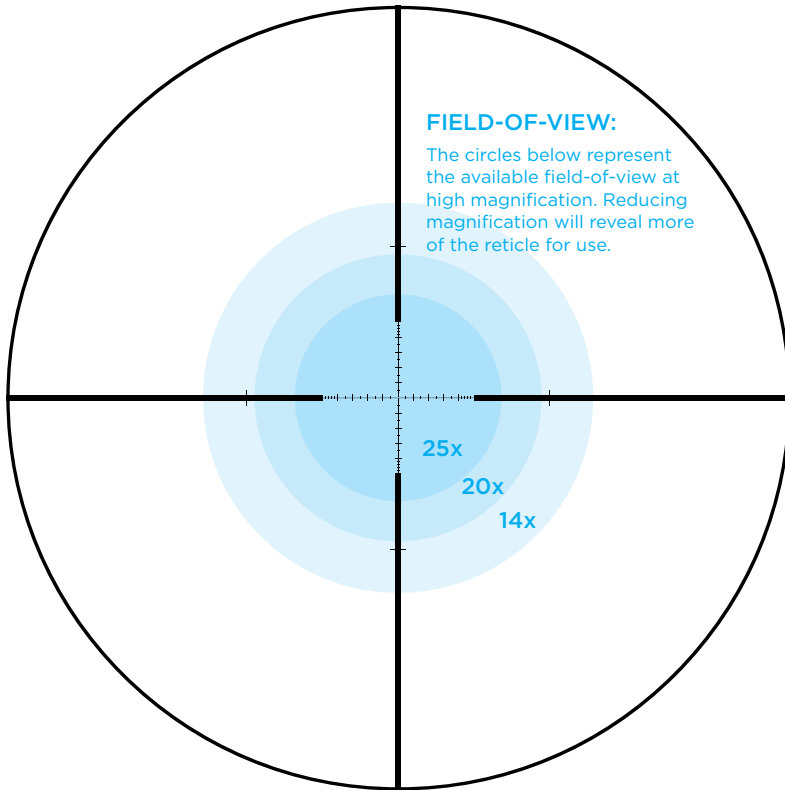 FIELD-OF-VIEW:
The circles below represent
the available field-of-view at
high magnification. Reducing
magnification will reveal more
of the reticle for use.
25x
20x
14x